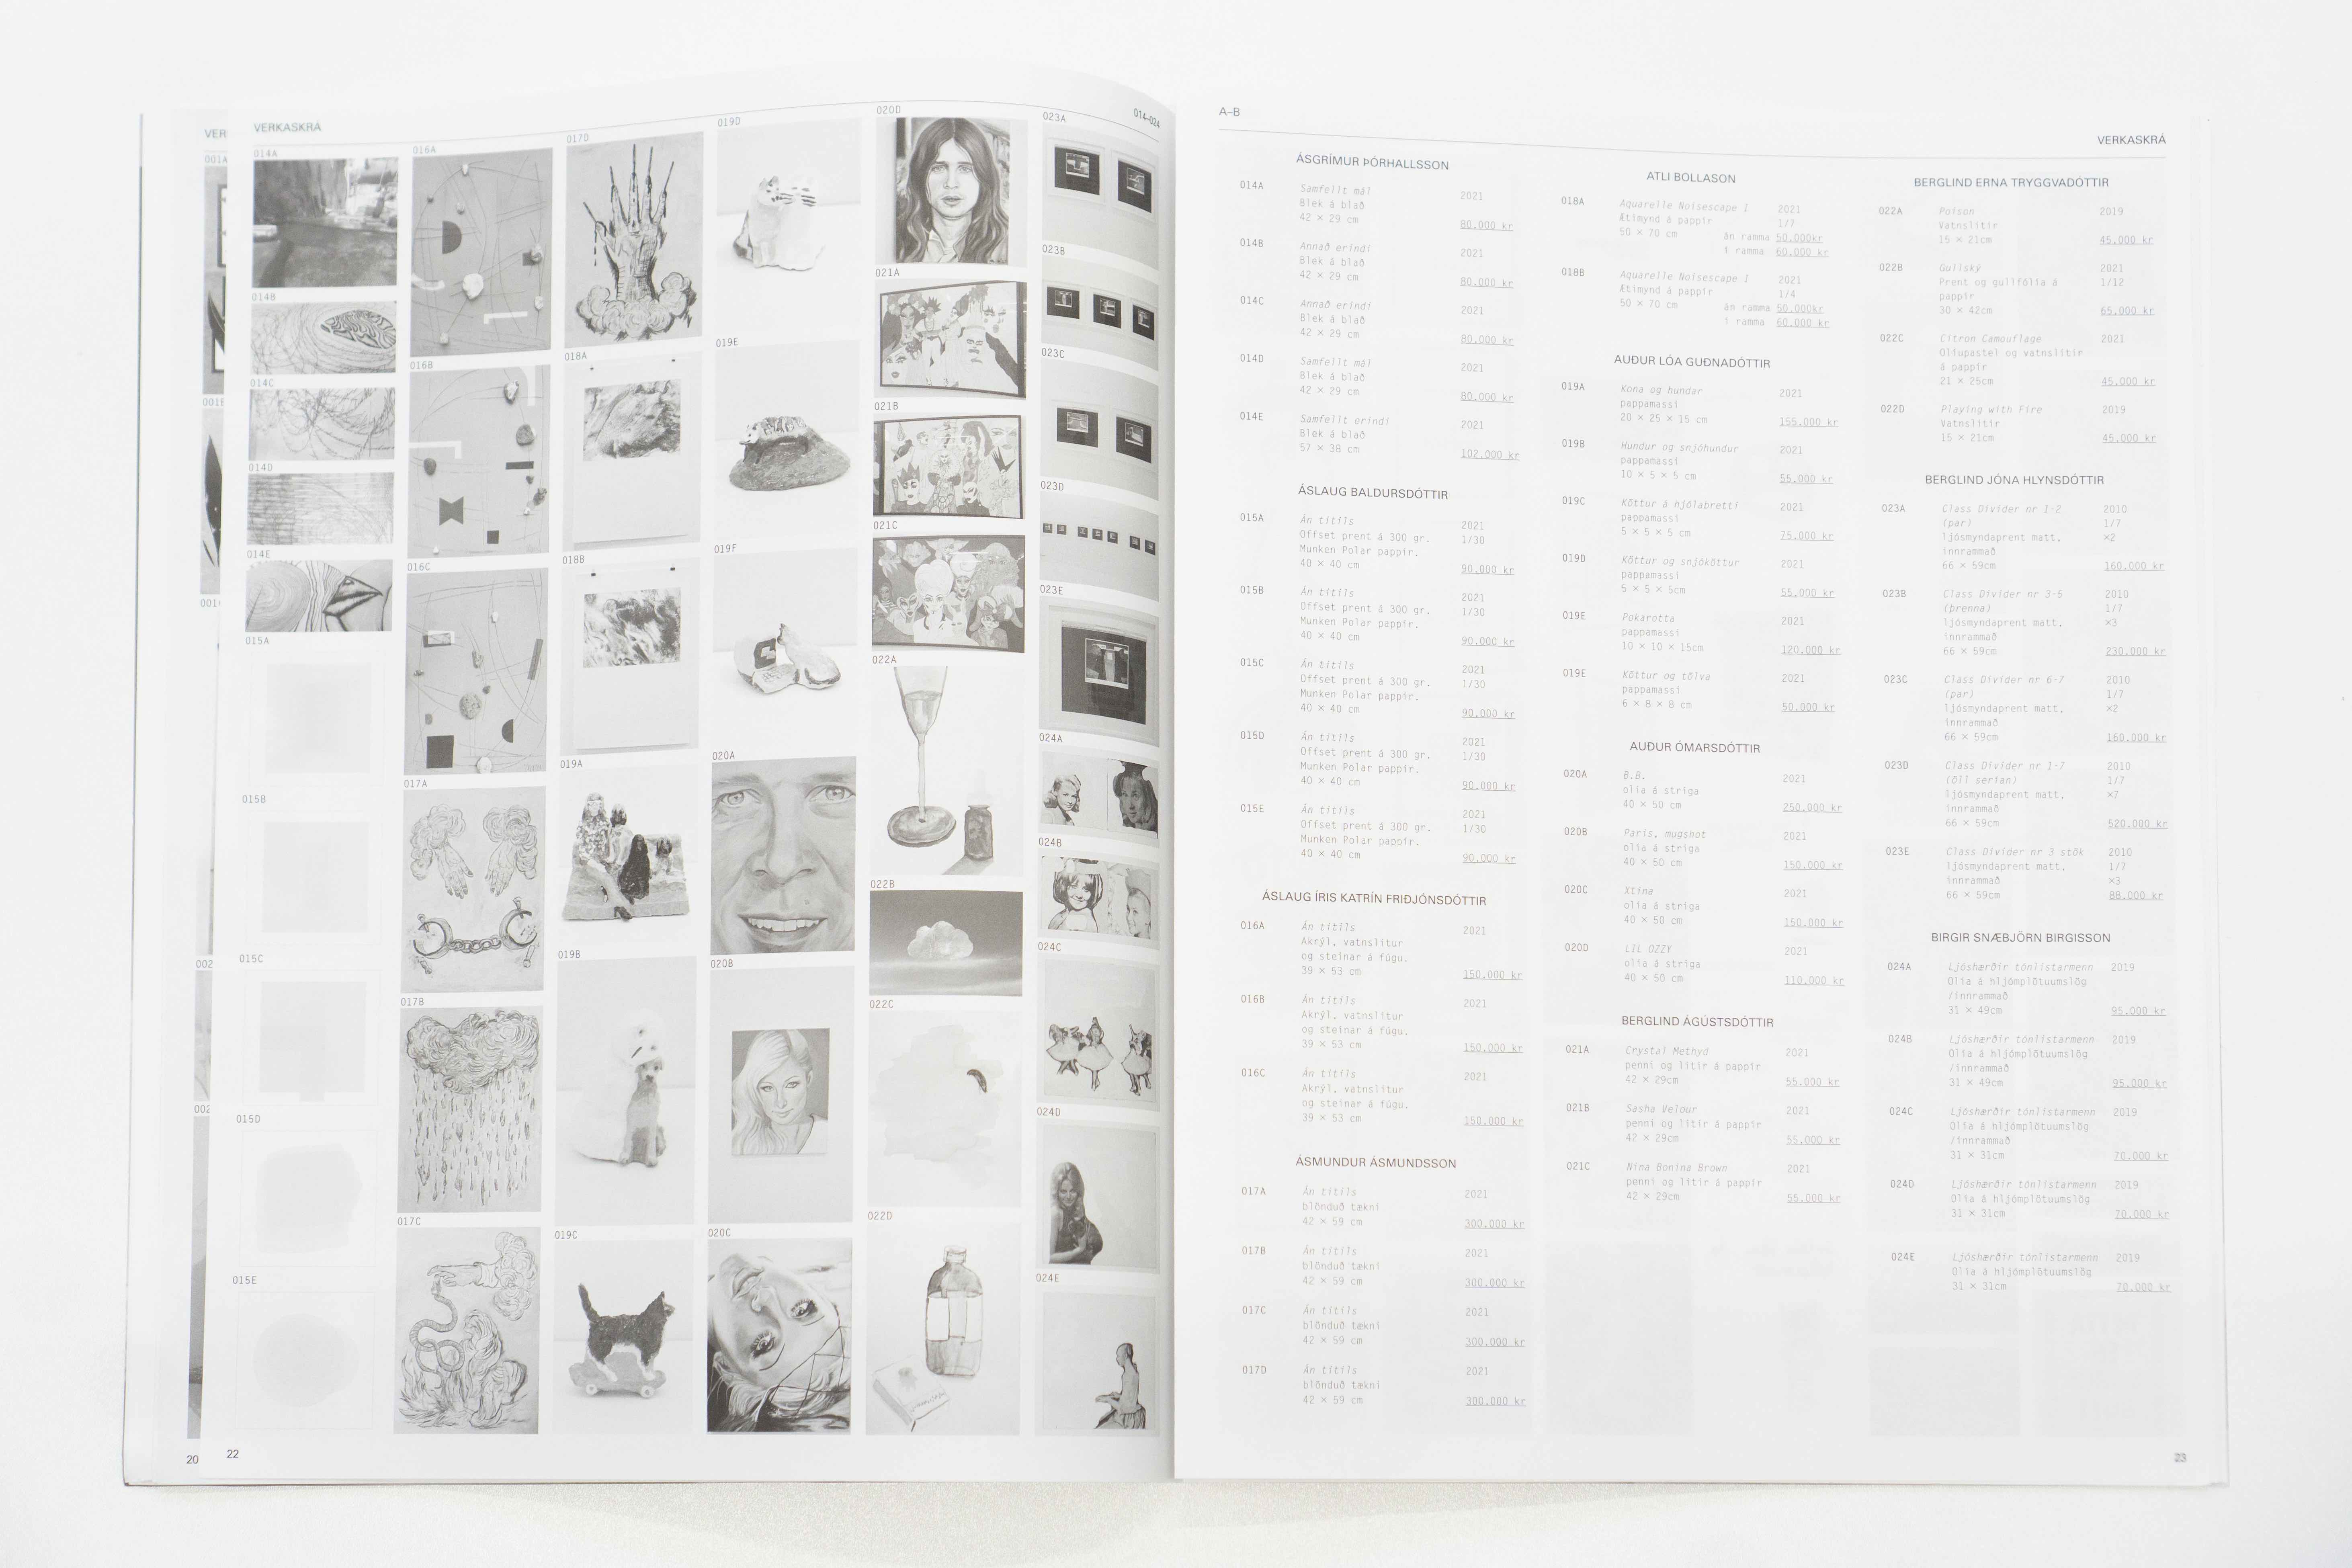 VER
001A
001B
001
002
002
20
VERKASKRÁ
014–024
014A
014B
014C
014D
014E
015A
015B
015C
015D
015E
016A
016B
016C
017A
017B
017C
017D
018A
018B
019A
019B
019C
019D
019E
019F
020A
020B
020C
020D
021A
021B
021C
022A
022B
022C
022D
023A
023B
023C
023D
023E
024A
024B
024C
024D
024E
22
A–B
VERKASKRÁ
ÁSGRÍMUR ÞÓRHALLSSON
014A Samfellt mál 2021
Blek á blað
42 × 29 cm 80.000 kr
014B Annað erindi 2021
Blek á blað
42 × 29 cm 80.000 kr
014C Annað erindi 2021
Blek á blað
42 × 29 cm 80.000 kr
014D Samfellt mál 2021
Blek á blað
42 × 29 cm 80.000 kr
014E Samfellt erindi 2021
Blek á blað
57 × 38 cm 102.000 kr
ÁSLAUG BALDURSDÓTTIR
015A Án titils 2021
Offset prent á 300 gr. 1/30
Munken Polar pappír.
40 × 40 cm 90.000 kr
015B Án titils 2021
Offset prent á 300 gr. 1/30
Munken Polar pappír.
40 × 40 cm 90.000 kr
015C Án titils 2021
Offset prent á 300 gr. 1/30
Munken Polar pappír.
40 × 40 cm 90.000 kr
015D Án titils 2021
Offset prent á 300 gr. 1/30
Munken Polar pappír.
40 × 40 cm 90.000 kr
015E Án titils 2021
Offset prent á 300 gr. 1/30
Munken Polar pappír.
40 × 40 cm 90.000 kr
ÁSLAUG ÍRIS KATRÍN FRIÐJÓNSDÓTTIR
016A Án titils 2021
Akrýl, vatnslitur
og steinar á fúgu.
39 × 53 cm 150.000 kr
016B Án titils 2021
Akrýl, vatnslitur
og steinar á fúgu.
39 × 53 cm 150.000 kr
016C Án titils 2021
Akrýl, vatnslitur
og steinar á fúgu.
39 × 53 cm 150.000 kr
ÁSMUNDUR ÁSMUNDSSON
017A Án titils 2021
blönduð tækni
42 × 59 cm 300.000 kr
017B Án titils 2021
blönduð tækni
42 × 59 cm 300.000 kr
017C Án titils 2021
blönduð tækni
42 × 59 cm 300.000 kr
017D Án titils 2021
blönduð tækni
42 × 59 cm 300.000 kr
ATLI BOLLASON
018A Aquarelle Noisescape I 2021
Ætimynd á pappír 1/7
50 × 70 cm án ramma 50.000kr
í ramma 60.000 kr
018B Aquarelle Noisescape I 2021
Ætimynd á pappír 1/4
50 × 70 cm án ramma 50.000kr
í ramma 60.000 kr
AUÐUR LÓA GUÐNADÓTTIR
019A Kona og hundar 2021
pappamassi
20 × 25 × 15 cm 155.000 kr
019B Hundur og snjóhundur 2021
pappamassi
10 × 5 × 5 cm 55.000 kr
019C Köttur á hjólabretti 2021
pappamassi
5 × 5 × 5 cm 75.000 kr
019D Köttur og snjóköttur 2021
pappamassi
5 × 5 × 5cm 55.000 kr
019E Pokarotta 2021
pappamassi
10 × 10 × 15cm 120.000 kr
019E Köttur og tölva 2021
pappamassi
6 × 8 × 8 cm 50.000 kr
AUÐUR ÓMARSDÓTTIR
020A B.B. 2021
olía á striga
40 × 50 cm 250.000 kr
020B París, mugshot 2021
olía á striga
40 × 50 cm 150.000 kr
020C Xtina 2021
olía á striga
40 × 50 cm 150.000 kr
020D LIL OZZY 2021
olía á striga
40 × 50 cm 110.000 kr
BERGLIND ÁGÚSTSDÓTTIR
021A Crystal Methyd 2021
penni og litir á pappír
42 × 29cm 55.000 kr
021B Sasha Velour 2021
penni og litir á pappír
42 × 29cm 55.000 kr
021C Nina Bonina Brown 2021
penni og litir á pappír
42 × 29cm 55.000 kr
BERGLIND ERNA TRYGGVADÓTTIR
022A Poison 2019
Vatnslitir
15 × 21cm 45.000 kr
022B Gullský 2021
Prent og gullfólía á 1/12
pappír
30 × 42cm 65.000 kr
022C Citron Camouflage 2021
Olíupastel og vatnslitir
á pappír
21 × 25cm 45.000 kr
022D Playing with Fire 2019
Vatnslitir
15 × 21cm 45.000 kr
BERGLIND JÓNA HLYNSDÓTTIR
023A Class Divider nr 1-2 2010
(par) 1/7
ljósmyndaprent matt, ×2
innrammað
66 × 59cm 160.000 kr
023B Class Divider nr 3-5 2010
(þrenna) 1/7
ljósmyndaprent matt, ×3
innrammað
66 × 59cm 230.000 kr
023C Class Divider nr 6-7 2010
(par) 1/7
ljósmyndaprent matt, ×2
innrammað
66 × 59cm 160.000 kr
023D Class Divider nr 1-7 2010
(öll serían) 1/7
ljósmyndaprent matt, ×7
innrammað
66 × 59cm 520.000 kr
023E Class Divider nr 3 stök 2010
ljósmyndaprent matt, 1/7
innrammað ×3
66 × 59cm 88.000 kr
BIRGIR SNÆBJÖRN BIRGISSON
024A Ljóshærðir tónlistarmenn 2019
Olía á hljómplötuumslög
/innrammað
31 × 49cm 95.000 kr
024B Ljóshærðir tónlistarmenn 2019
Olía á hljómplötuumslög
/innrammað
31 × 49cm 95.000 kr
024C Ljóshærðir tónlistarmenn 2019
Olía á hljómplötuumslög
/innrammað
31 × 31cm 70.000 kr
024D Ljóshærðir tónlistarmenn 2019
Olía á hljómplötuumslög
31 × 31cm 70.000 kr
024E Ljóshærðir tónlistarmenn 2019
Olía á hljómplötuumslög
31 × 31cm 70.000 kr
23